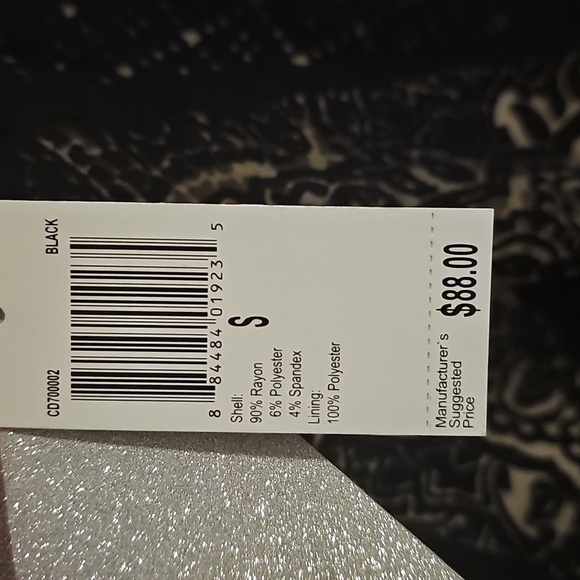 CD700002 BLACK
8 84484 01923 5
S
Shell:
90% Rayon
6% Polyester
4% Spandex
Lining:
100% Polyester
Manufacturer`s
Suggested
Price
$88.00